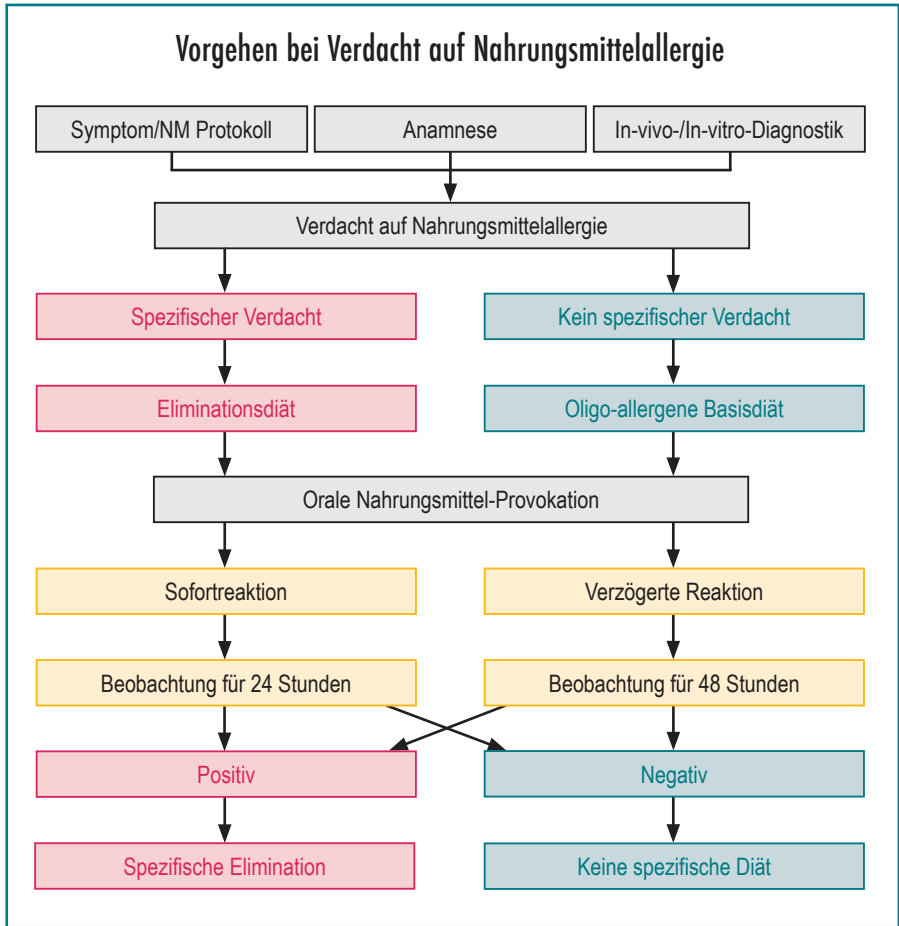 Vorgehen bei Verdacht auf Nahrungsmittelallergie
Symptom/NM Protokoll
Anamnese
In-vivo-/In-vitro-Diagnostik
Verdacht auf Nahrungsmittelallergie
Spezifischer Verdacht
Kein spezifischer Verdacht
Eliminationsdiät
Oligo-allergene Basisdiät
Orale Nahrungsmittel-Provokation
Sofortreaktion
Verzögerte Reaktion
Beobachtung für 24 Stunden
Beobachtung für 48 Stunden
Positiv
Negativ
Spezifische Elimination
Keine spezifische Diät